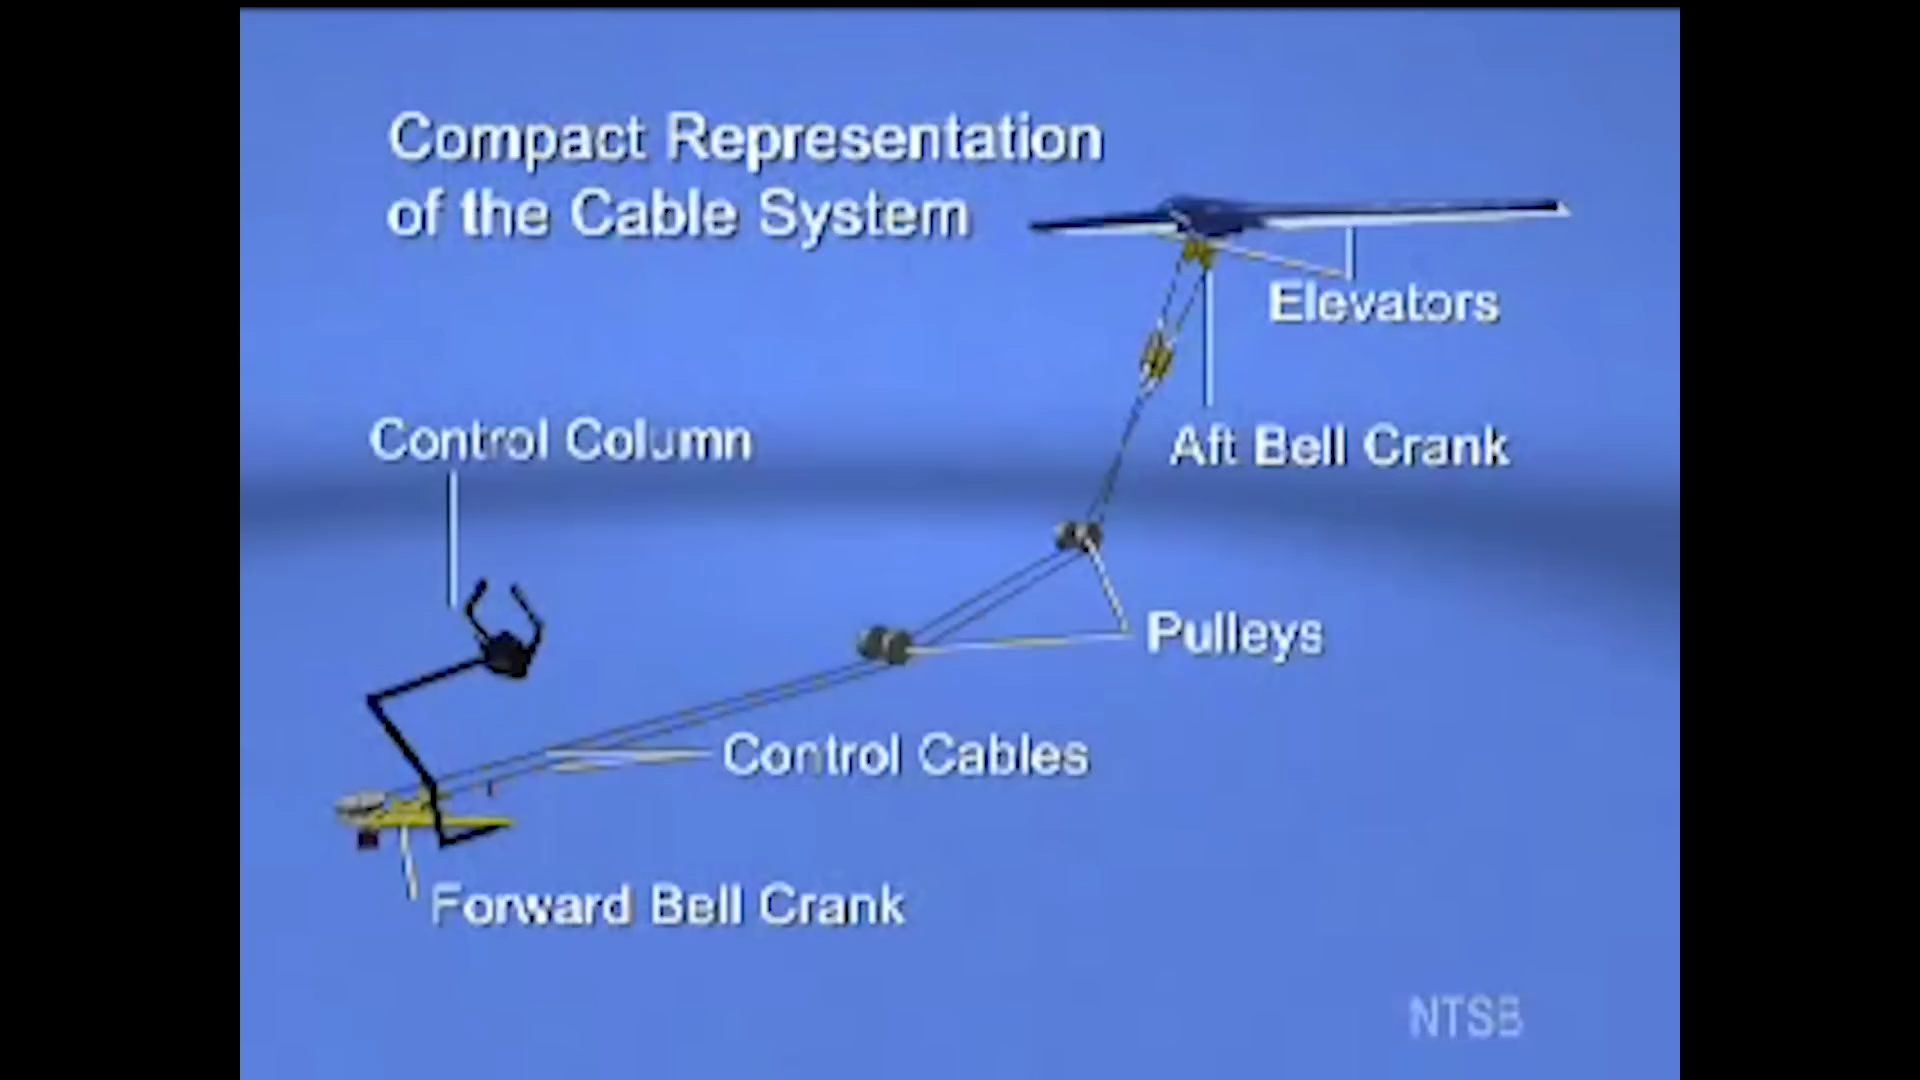 Compact Representation
of the Cable System
Elevators
Control Column
Aft Bell Crank
Pulleys
Control Cables
Forward Bell Crank
NTSB